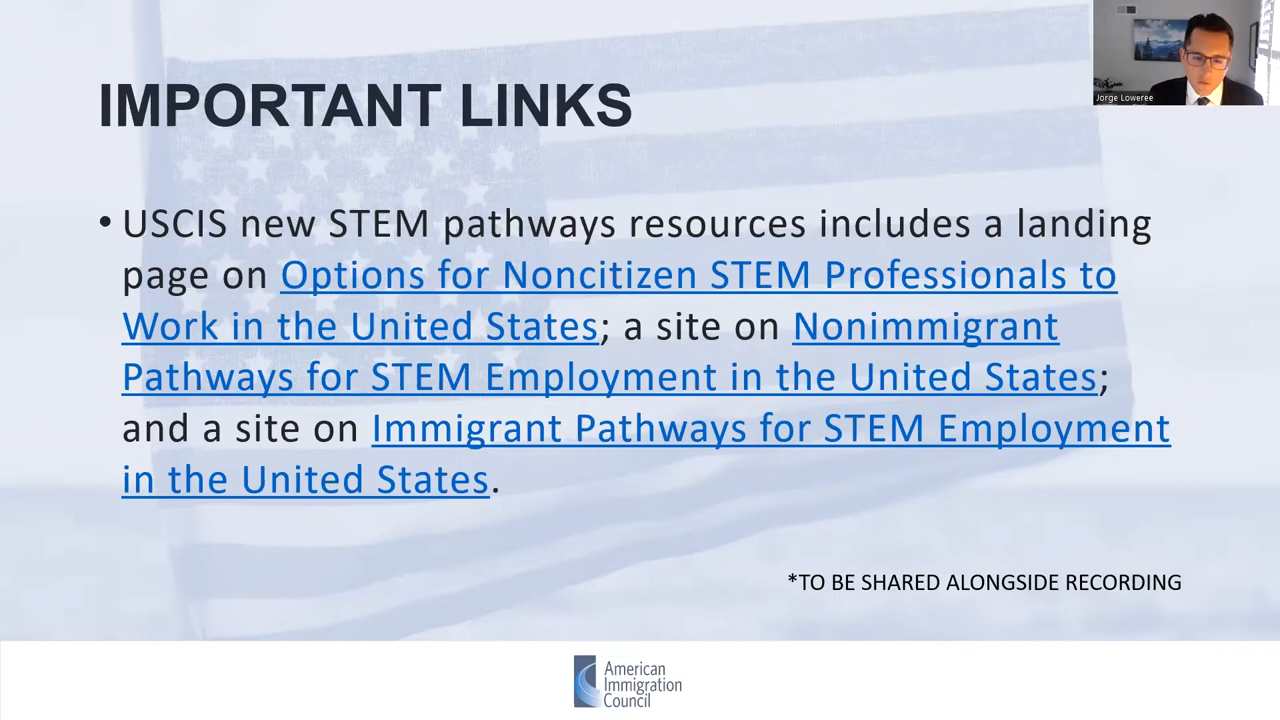 IMPORTANT LINKS
Jorge Loweree
• USCIS new STEM pathways resources includes a landing
page on Options for Noncitizen STEM Professionals to
Work in the United States; a site on Nonimmigrant
Pathways for STEM Employment in the United States;
and a site on Immigrant Pathways for STEM Employment
in the United States.
*TO BE SHARED ALONGSIDE RECORDING
American
Immigration
Council